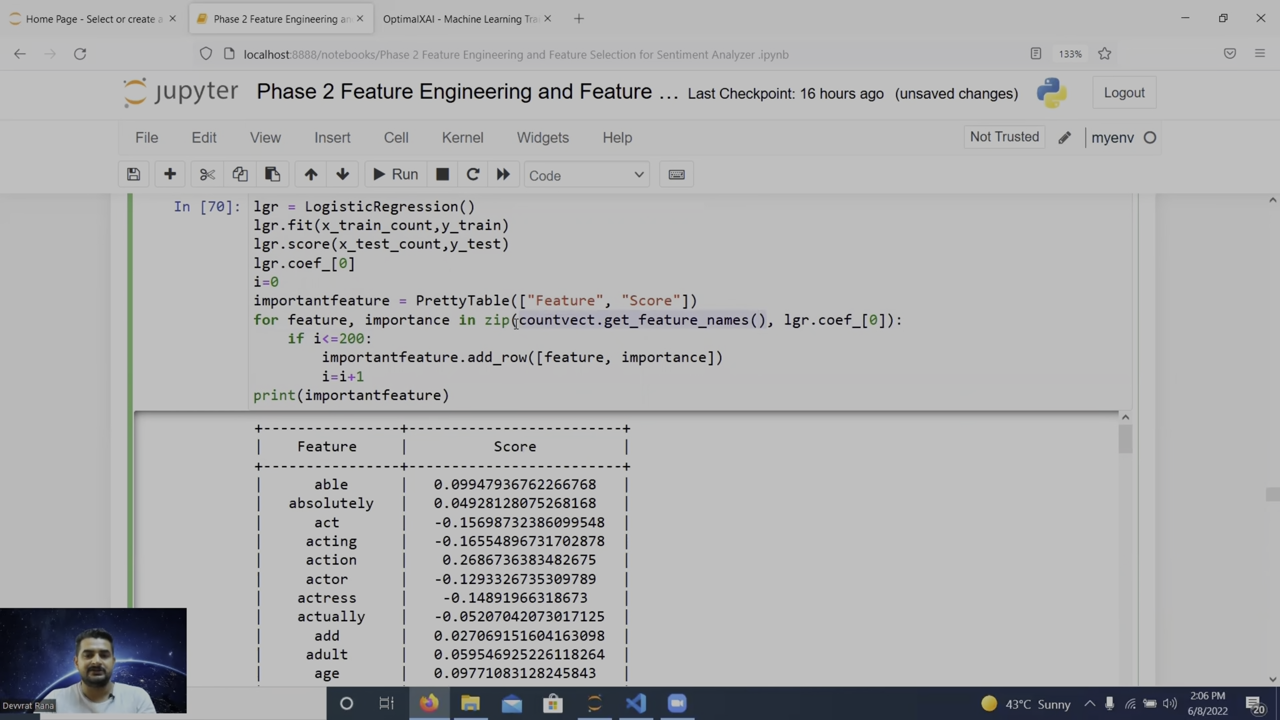 Home Page - Select or create a
Phase 2 Feature Engineering an
OptimalXAI - Machine Learning Tra
localhost:8888/notebooks/Phase 2 Feature Engineering and Feature Selection for Sentiment Analyzer .ipynb
133%
jupyter Phase 2 Feature Engineering and Feature ... Last Checkpoint: 16 hours ago (unsaved changes) Logout
File Edit View Insert Cell Kernel Widgets Help Not Trusted myenv
Run Code
In [70]: lgr = LogisticRegression()
lgr.fit(x_train_count,y_train)
lgr.score(x_test_count,y_test)
lgr.coef_[0]
i=0
importantfeature = PrettyTable(["Feature", "Score"])
for feature, importance in zip(countvect.get_feature_names(), lgr.coef_[0]):
if i<=200:
importantfeature.add_row([feature, importance])
i=i+1
print(importantfeature)
+----------------+------------------------+
| Feature | Score |
+----------------+------------------------+
| able | 0.09947936762266768 |
| absolutely | 0.04928128075268168 |
| act | -0.15698732386099548 |
| acting | -0.16554896731702878 |
| action | 0.2686736383482675 |
| actor | -0.1293326735309789 |
| actress | -0.14891966318673 |
| actually | -0.05207042073017125 |
| add | 0.027069151604163098 |
| adult | 0.0595469252261182​64 |
| age | 0.09771083128245843 |
Devvrat Rana
43°C Sunny
2:06 PM
6/8/2022
20